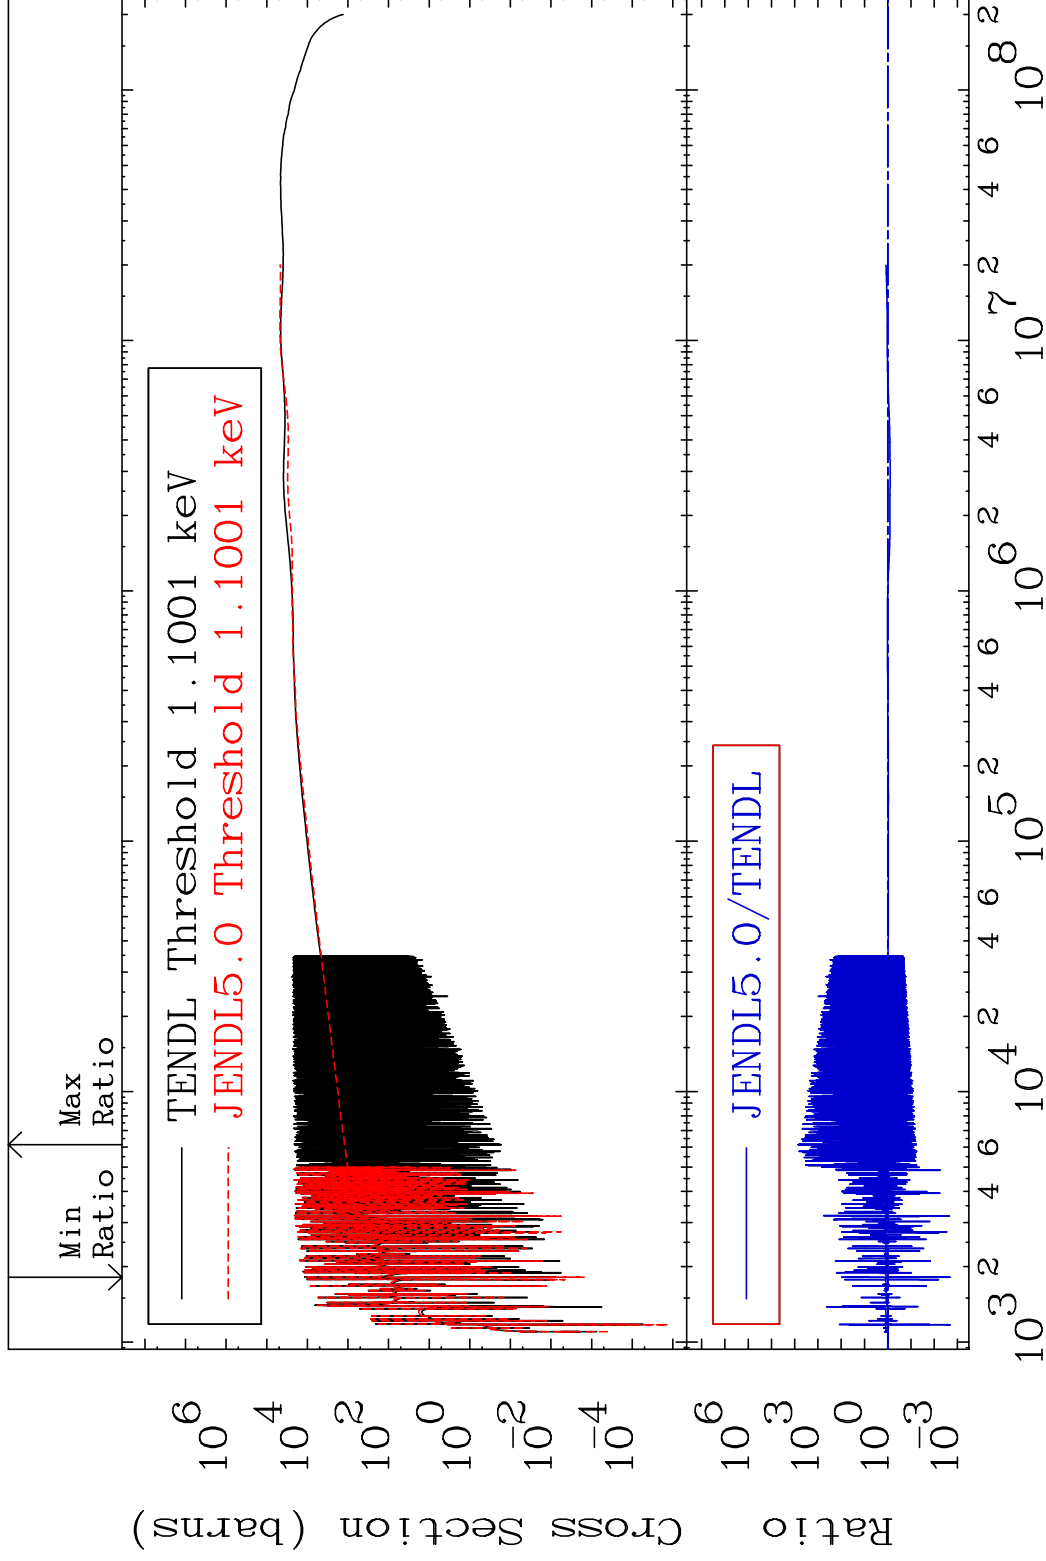 Min
Ratio
Max
Ratio
TENDL Threshold 1.1001 keV
JENDL5.0 Threshold 1.1001 keV
Cross Section (barns)
10 6
10 4
10 2
10 0
10 -2
10 -4
JENDL5.0/TENDL
Ratio
10 6
10 3
10 0
10 -3
10 3 2 4 6 10 4 2 4 6 10 5 2 4 6 10 6 2 4 6 10 7 2 4 6 10 8 2